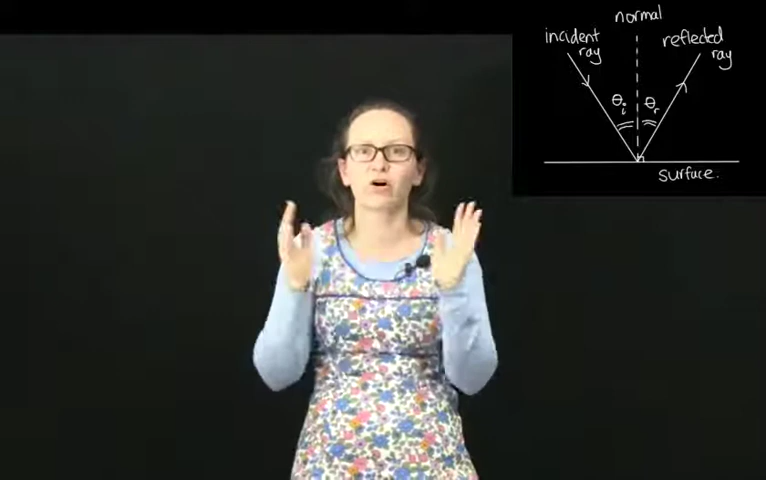 normal
incident
ray
reflected
ray
θi
θr
surface.